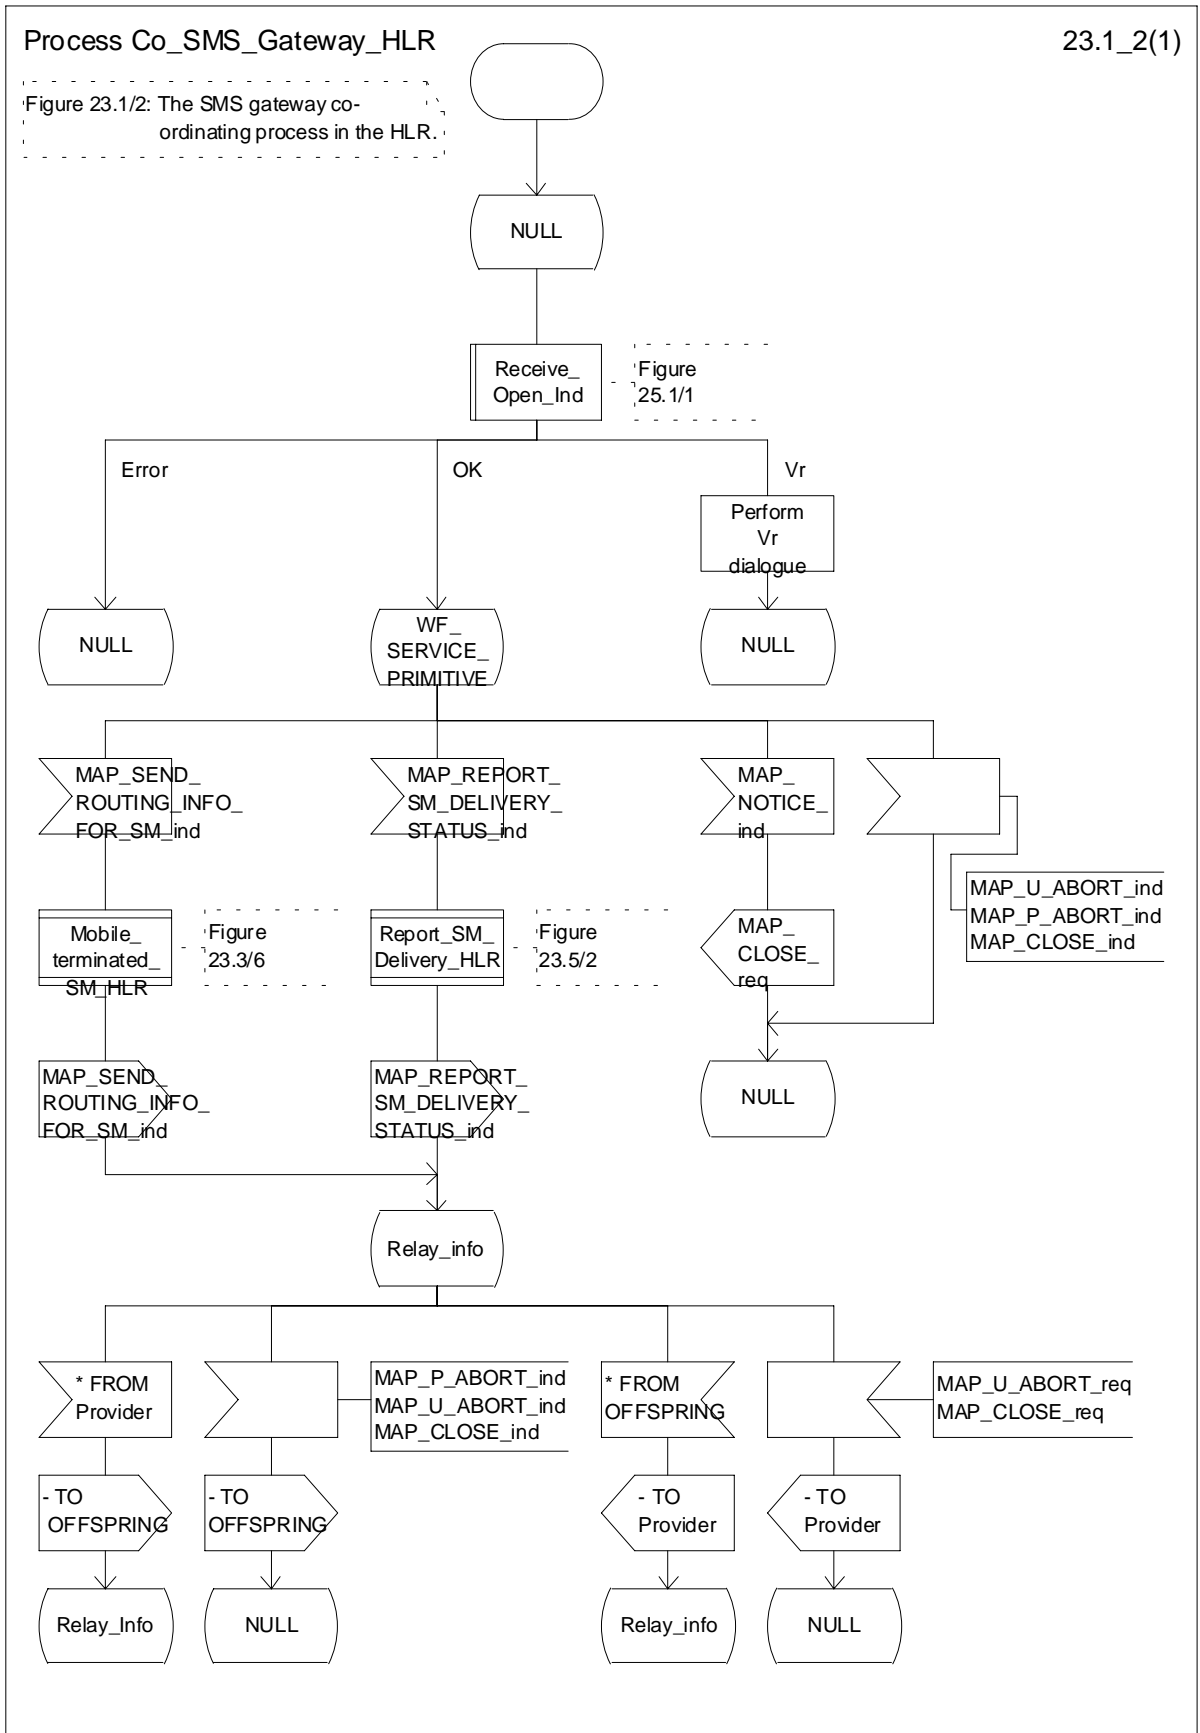 Process Co_SMS_Gateway_HLR
23.1_2(1)
Figure 23.1/2: The SMS gateway co-
ordinating process in the HLR.
NULL
Receive_
Open_Ind
Figure
25.1/1
Error
OK
Vr
Perform
Vr
dialogue
NULL
WF_
SERVICE_
PRIMITIVE
NULL
MAP_SEND_
ROUTING_INFO_
FOR_SM_ind
MAP_REPORT_
SM_DELIVERY_
STATUS_ind
MAP_
NOTICE_
ind
MAP_U_ABORT_ind
MAP_P_ABORT_ind
MAP_CLOSE_ind
Mobile_
terminated_
SM_HLR
Figure
23.3/6
Report_SM_
Delivery_HLR
Figure
23.5/2
MAP_
CLOSE_
req
MAP_SEND_
ROUTING_INFO_
FOR_SM_ind
MAP_REPORT_
SM_DELIVERY_
STATUS_ind
NULL
Relay_info
* FROM
Provider
MAP_P_ABORT_ind
MAP_U_ABORT_ind
MAP_CLOSE_ind
* FROM
OFFSPRING
MAP_U_ABORT_req
MAP_CLOSE_req
- TO
OFFSPRING
- TO
OFFSPRING
- TO
Provider
- TO
Provider
Relay_Info
NULL
Relay_info
NULL